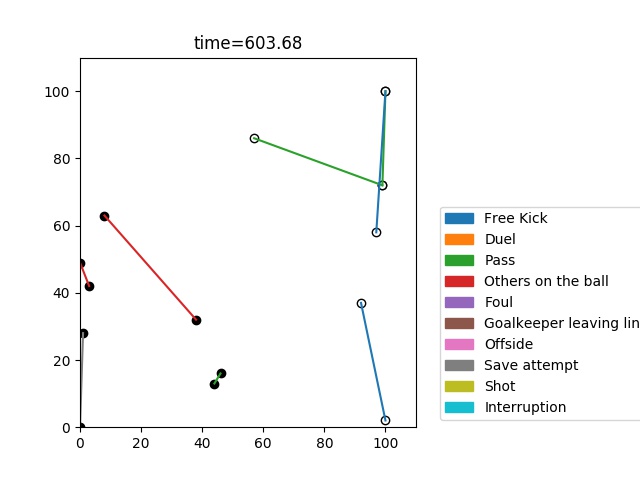 time=603.68
100
80
60
40
20
0
0 20 40 60 80 100
Free Kick
Duel
Pass
Others on the ball
Foul
Goalkeeper leaving lin
Offside
Save attempt
Shot
Interruption